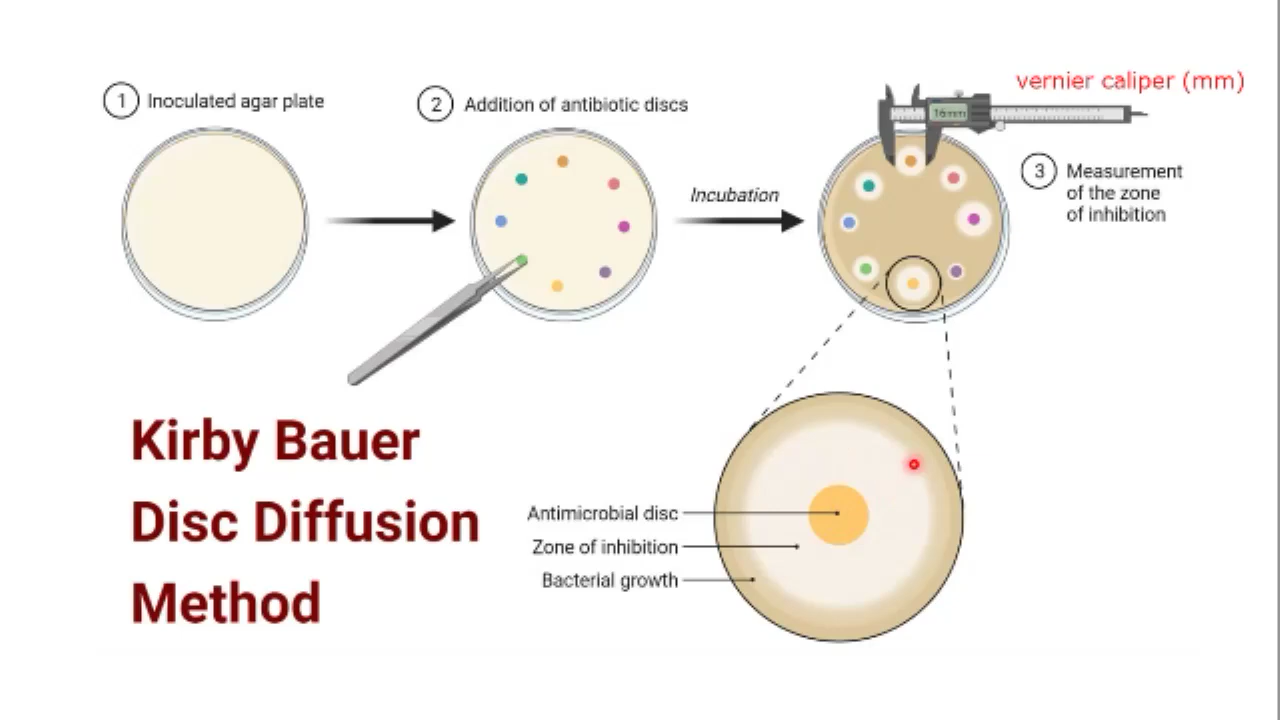 vernier caliper (mm)
1 Inoculated agar plate
2 Addition of antibiotic discs
16mm
Incubation
3 Measurement
of the zone
of inhibition
Kirby Bauer
Disc Diffusion
Method
Antimicrobial disc
Zone of inhibition
Bacterial growth